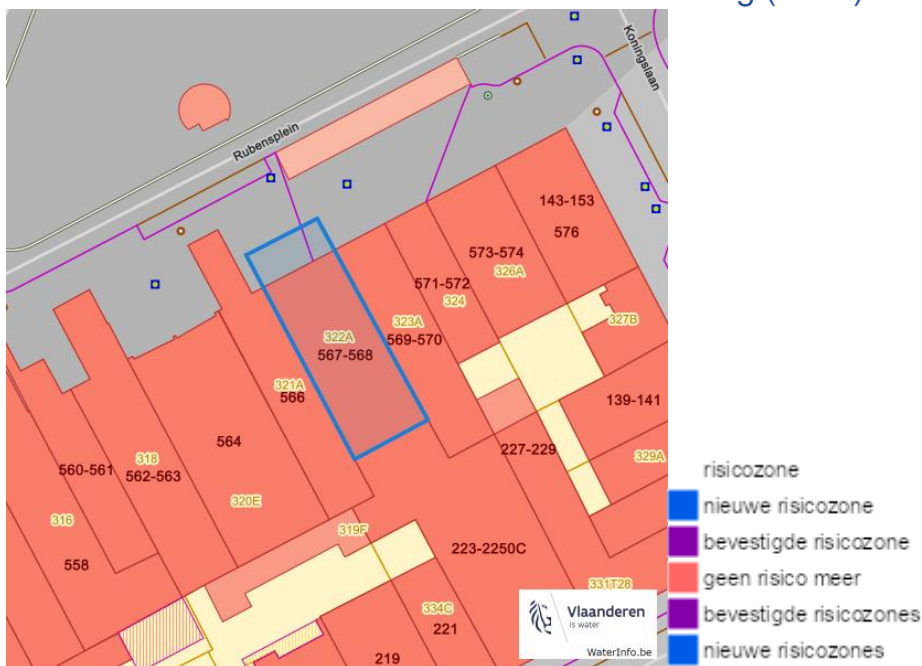 Koningslaan
Rubensplein
143-153
576
573-574
326A
571-572
324
323A
569-570
327B
322A
567-568
321A
566
139-141
564
227-229
329A
560-561
318
562-563
320E
316
319F
223-2250C
558
331T28
334C
221
219
Vlaanderen
is water
WaterInfo.be
risicozone
nieuwe risicozone
bevestigde risicozone
geen risico meer
bevestigde risicozones
nieuwe risicozones